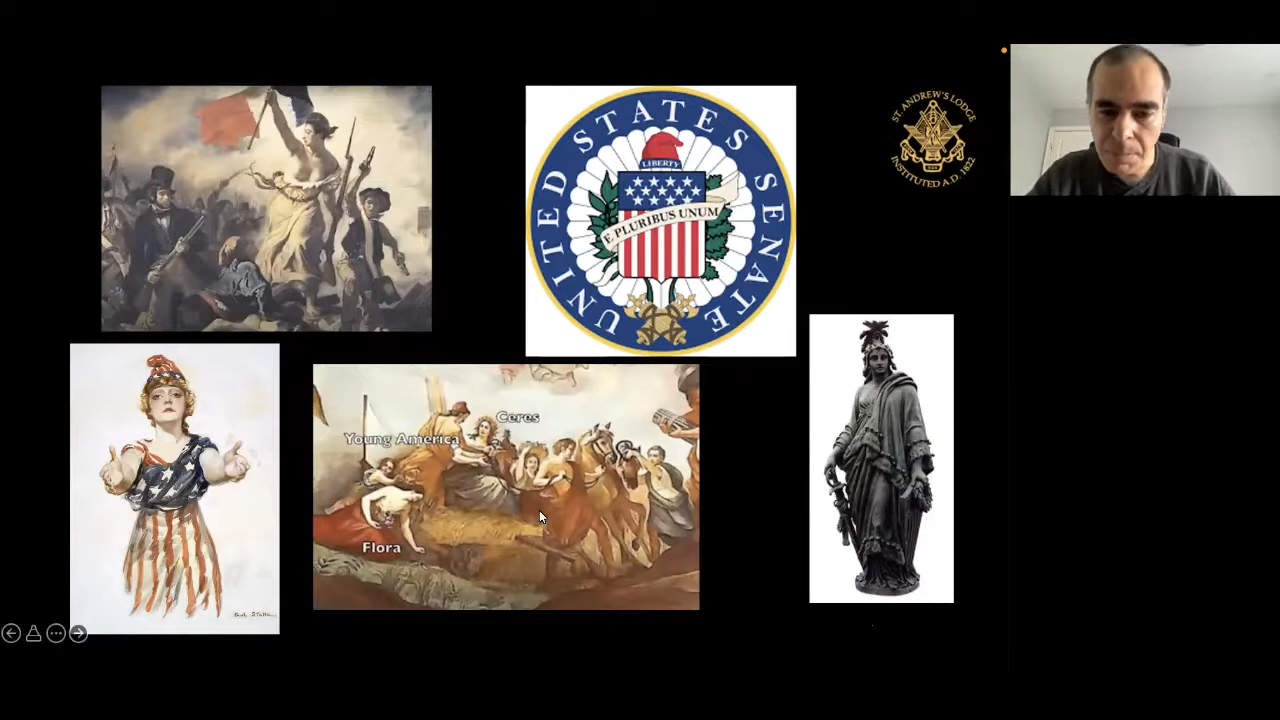 UNITED STATES SENATE
LIBERTY
E PLURIBUS UNUM
ST. ANDREW'S LODGE
INSTITUTED A.D. 1822
Ceres
Young America
Flora